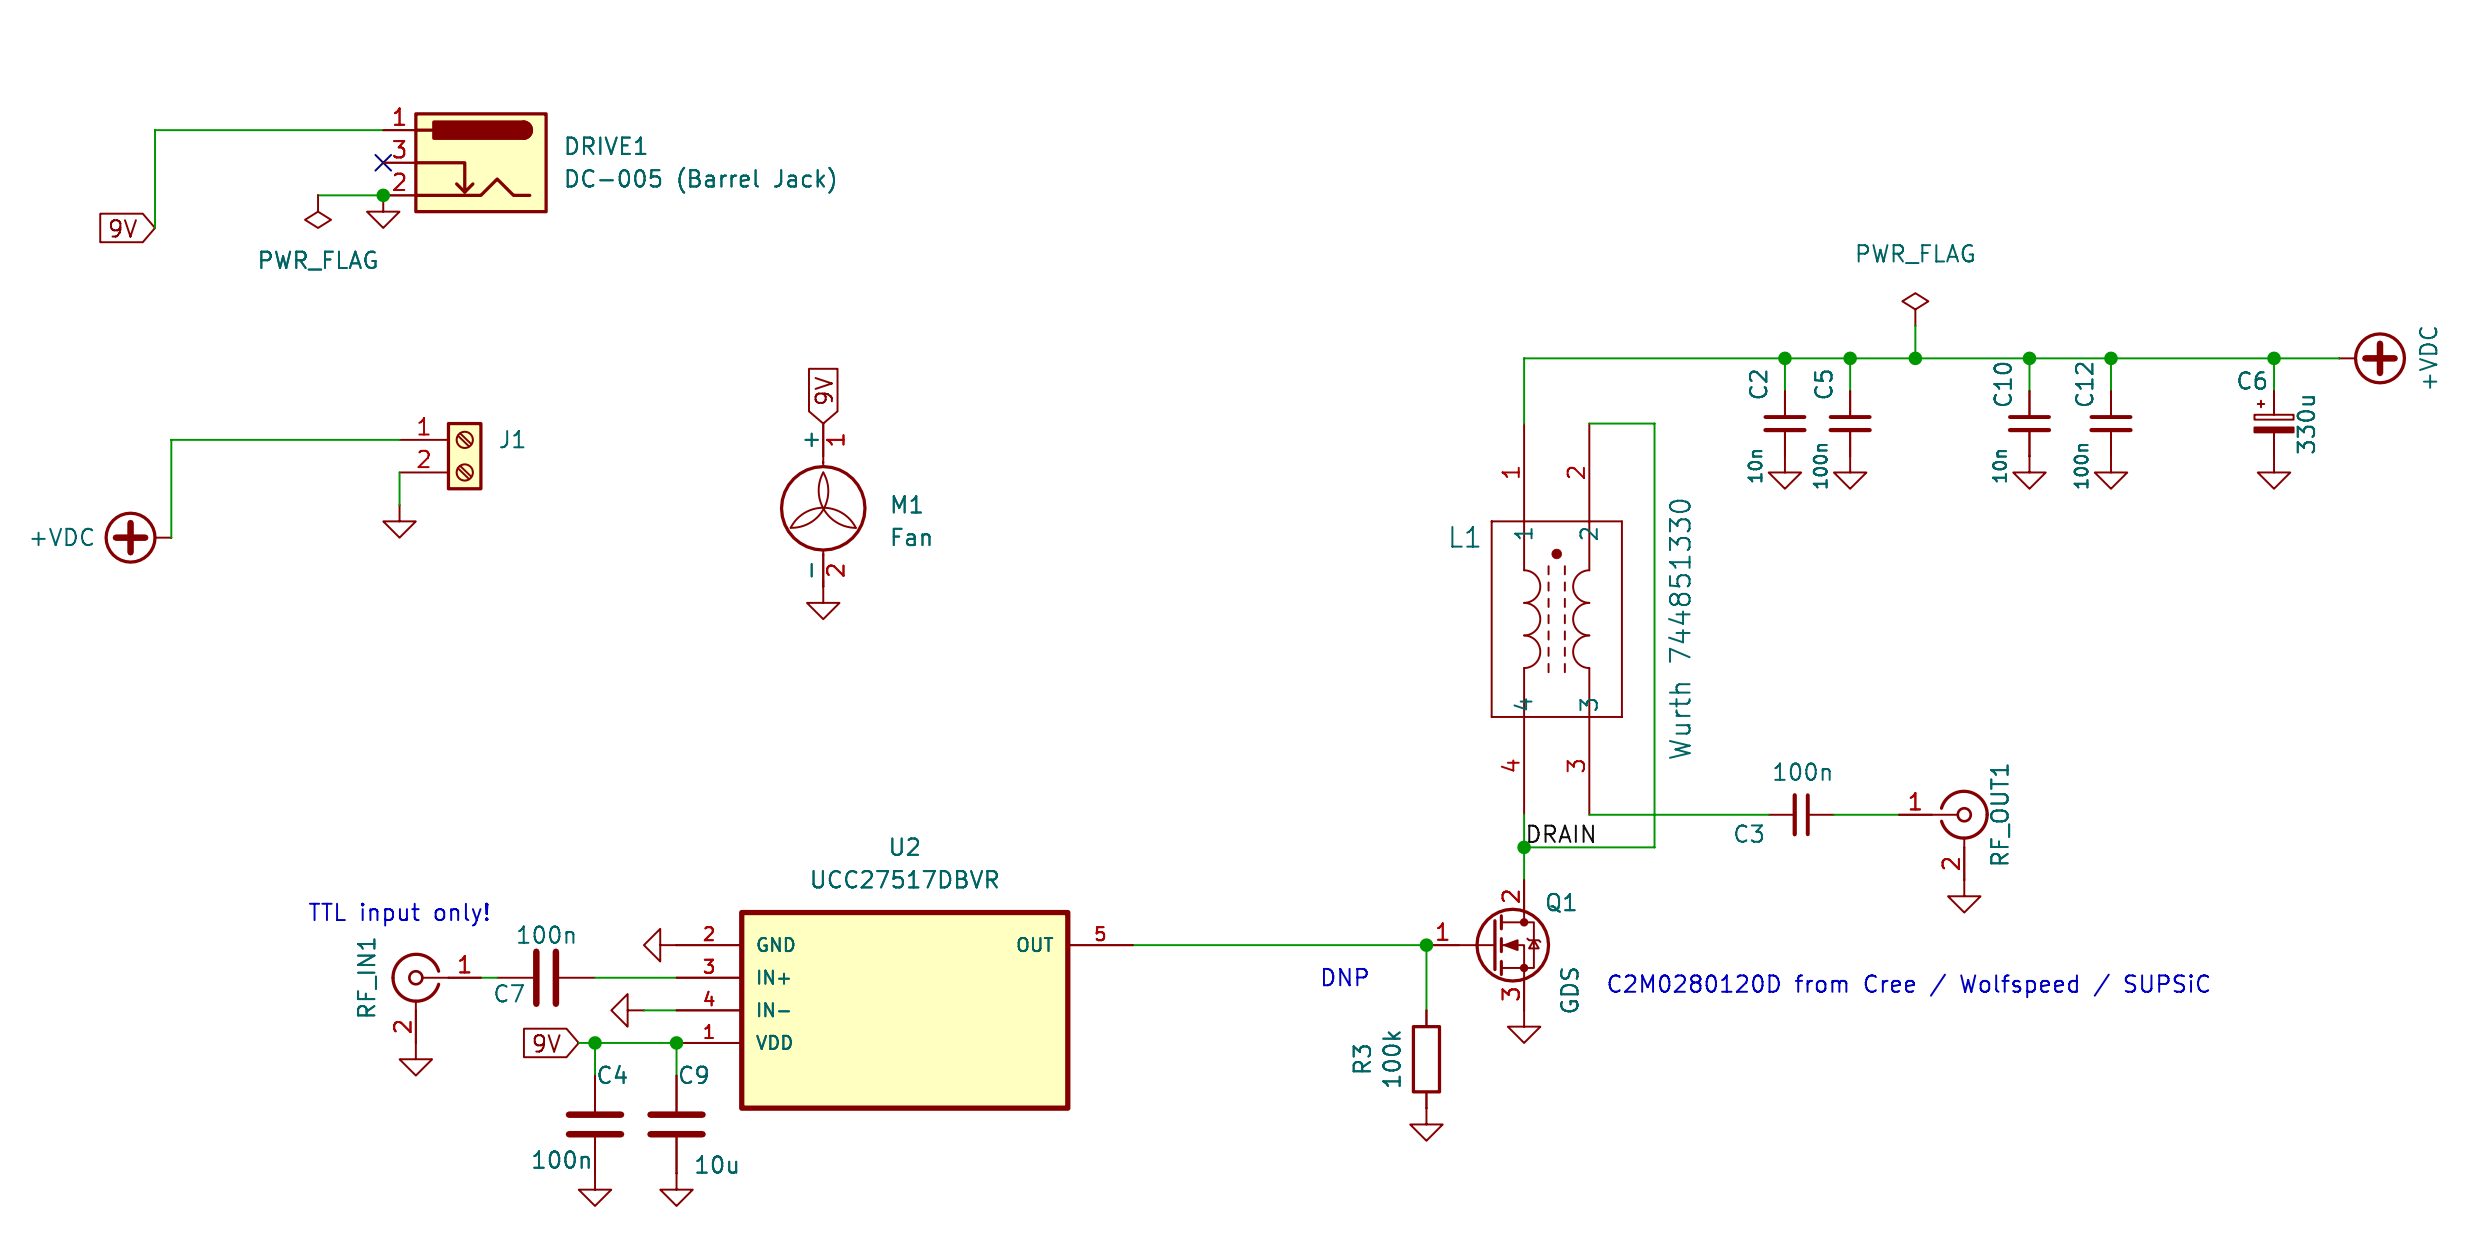 1
3
2
DRIVE1
DC-005 (Barrel Jack)
9V
PWR_FLAG
PWR_FLAG
+VDC
C2
10n
C5
100n
C10
10n
C12
100n
C6
+
330u
9V
+
1
M1
Fan
-
2
1
2
J1
+VDC
1
2
L1
1
2
4
3
4
3
Wurth 744851330
100n
C3
1
2
RF_OUT1
DRAIN
U2
UCC27517DBVR
TTL input only!
RF_IN1
1
2
100n
C7
2
GND
3
IN+
4
IN-
1
VDD
OUT
5
9V
C4
100n
C9
10u
DNP
R3
100k
1
2
3
Q1
GDS
C2M0280120D from Cree / Wolfspeed / SUPSiC